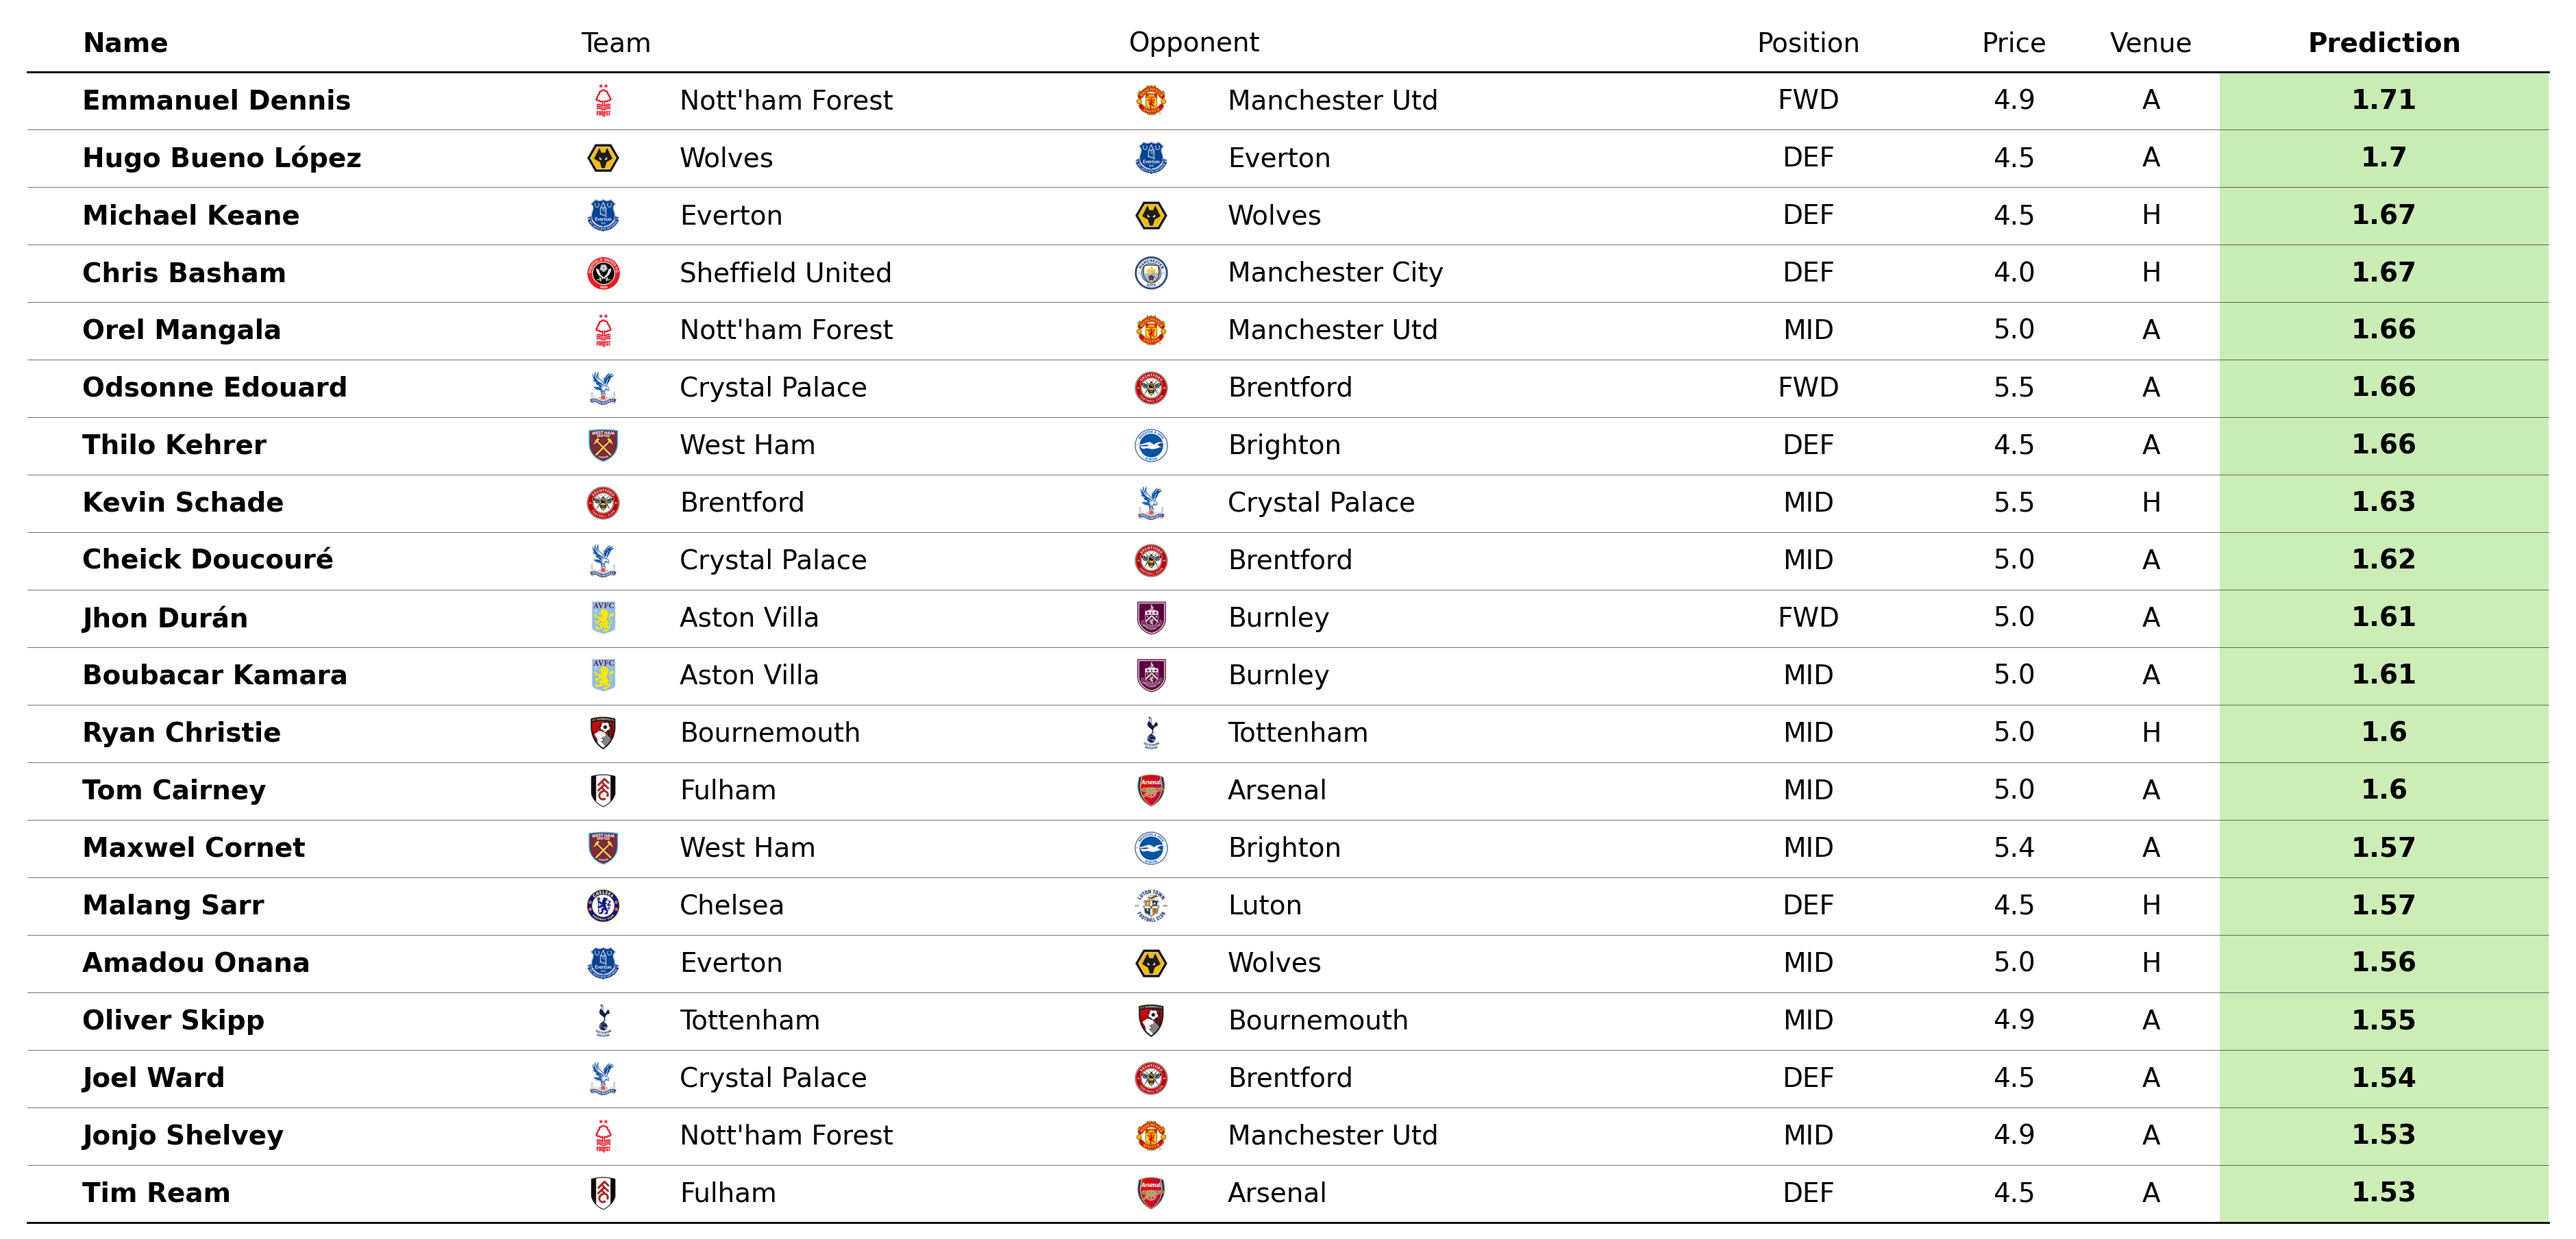 Name Team Opponent Position Price Venue Prediction
Emmanuel Dennis Nott'ham Forest Manchester Utd FWD 4.9 A 1.71
Hugo Bueno López Wolves Everton DEF 4.5 A 1.7
Michael Keane Everton Wolves DEF 4.5 H 1.67
Chris Basham Sheffield United Manchester City DEF 4.0 H 1.67
Orel Mangala Nott'ham Forest Manchester Utd MID 5.0 A 1.66
Odsonne Edouard Crystal Palace Brentford FWD 5.5 A 1.66
Thilo Kehrer West Ham Brighton DEF 4.5 A 1.66
Kevin Schade Brentford Crystal Palace MID 5.5 H 1.63
Cheick Doucouré Crystal Palace Brentford MID 5.0 A 1.62
Jhon Durán Aston Villa Burnley FWD 5.0 A 1.61
Boubacar Kamara Aston Villa Burnley MID 5.0 A 1.61
Ryan Christie Bournemouth Tottenham MID 5.0 H 1.6
Tom Cairney Fulham Arsenal MID 5.0 A 1.6
Maxwel Cornet West Ham Brighton MID 5.4 A 1.57
Malang Sarr Chelsea Luton DEF 4.5 H 1.57
Amadou Onana Everton Wolves MID 5.0 H 1.56
Oliver Skipp Tottenham Bournemouth MID 4.9 A 1.55
Joel Ward Crystal Palace Brentford DEF 4.5 A 1.54
Jonjo Shelvey Nott'ham Forest Manchester Utd MID 4.9 A 1.53
Tim Ream Fulham Arsenal DEF 4.5 A 1.53